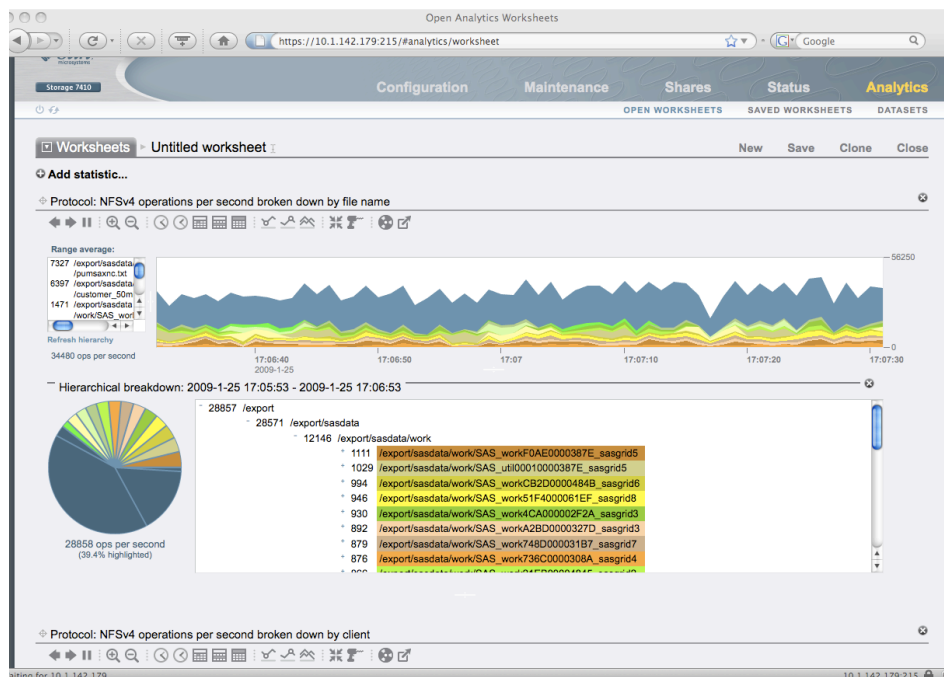 Open Analytics Worksheets
https://10.1.142.179:215/#analytics/worksheet
Google
microsystems
Storage 7410
Configuration Maintenance Shares Status Analytics
OPEN WORKSHEETS SAVED WORKSHEETS DATASETS
Worksheets Untitled worksheet
New Save Clone Close
Add statistic...
Protocol: NFSv4 operations per second broken down by file name
Range average:
7327 /export/sasdata/
/pumsaxnc.txt
6397 /export/sasdata/
/customer_50m
1471 /export/sasdata
/work/SAS_worl
Refresh hierarchy
34480 ops per second
56250
0
17:06:40 17:06:50 17:07 17:07:10 17:07:20 17:07:30
2009-1-25
Hierarchical breakdown: 2009-1-25 17:05:53 - 2009-1-25 17:06:53
28857 /export
28571 /export/sasdata
12146 /export/sasdata/work
1111 /export/sasdata/work/SAS_workF0AE0000387E_sasgrid5
1029 /export/sasdata/work/SAS_util00010000387E_sasgrid5
994 /export/sasdata/work/SAS_workCB2D0000484B_sasgrid6
946 /export/sasdata/work/SAS_work51F4000061EF_sasgrid8
930 /export/sasdata/work/SAS_work4CA000002F2A_sasgrid3
892 /export/sasdata/work/SAS_workA2BD0000327D_sasgrid3
879 /export/sasdata/work/SAS_work748D000031B7_sasgrid7
876 /export/sasdata/work/SAS_work736C0000308A_sasgrid4
28858 ops per second
(39.4% highlighted)
Protocol: NFSv4 operations per second broken down by client
10.1.142.179:215